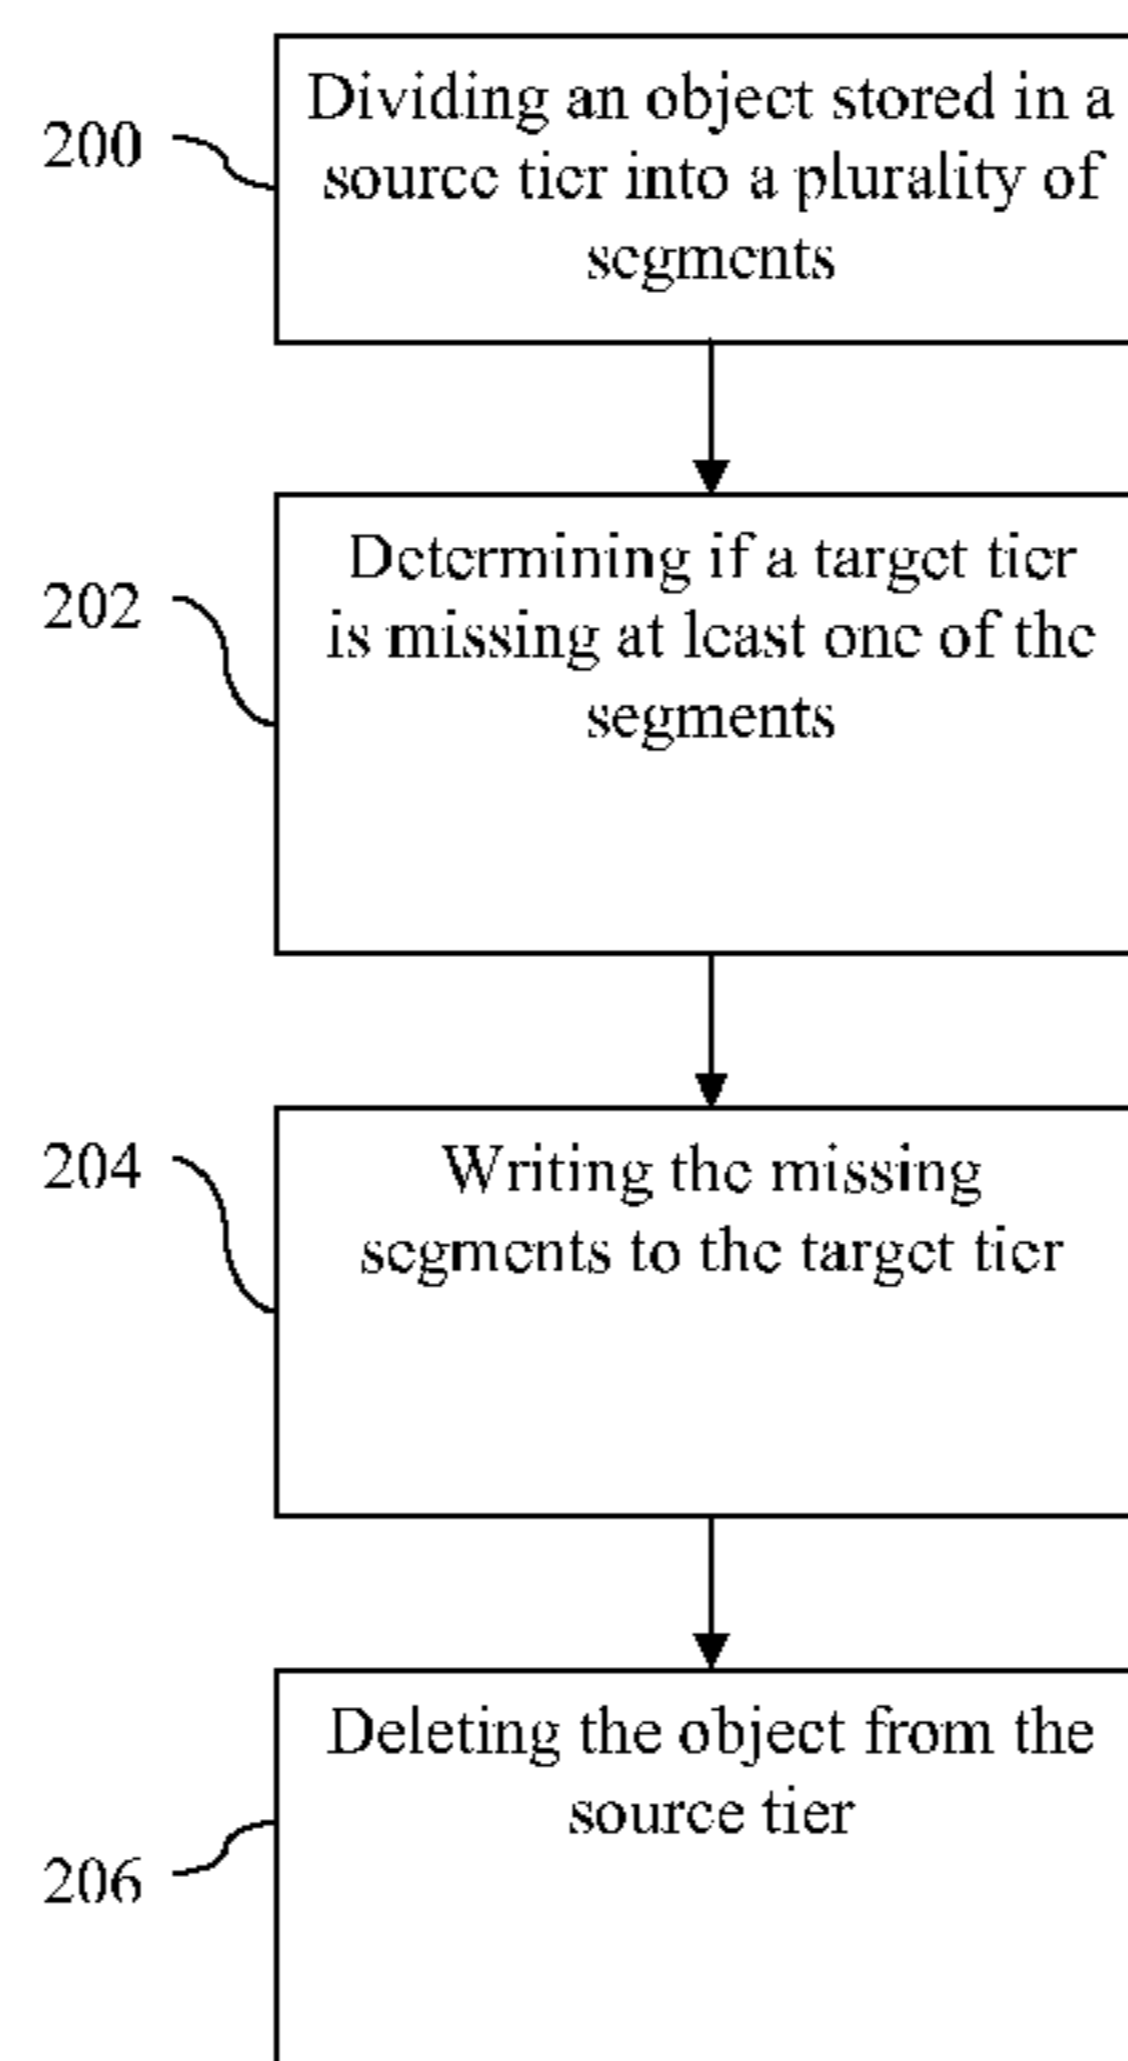 200
Dividing an object stored in a
source tier into a plurality of
segments
202
Determining if a target tier
is missing at least one of the
segments
204
Writing the missing
segments to the target tier
206
Deleting the object from the
source tier